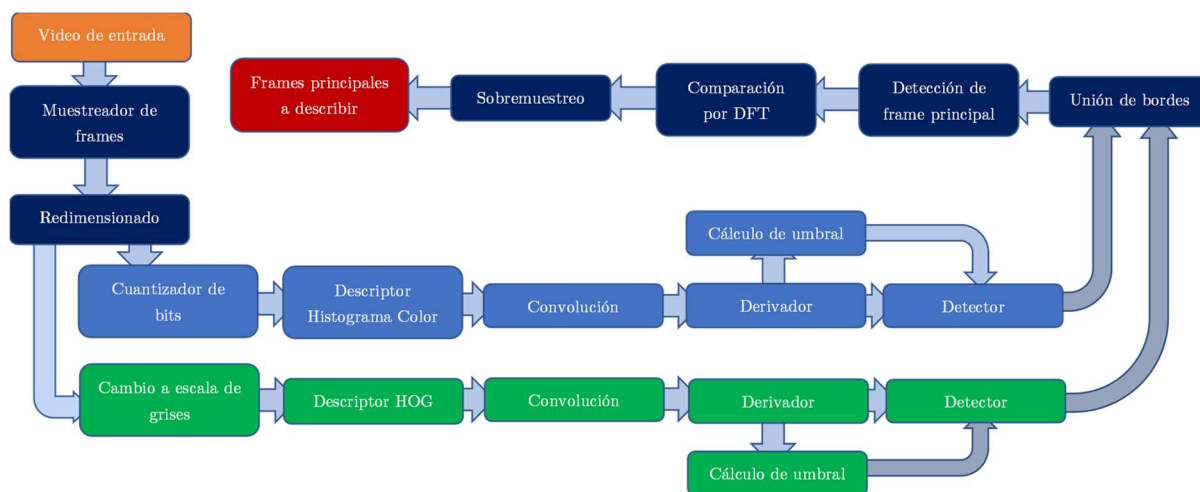 Video de entrada
Muestreador de
frames
Redimensionado
Frames principales
a describir
Sobremuestreo
Comparación
por DFT
Detección de
frame principal
Unión de bordes
Cuantizador de
bits
Descriptor
Histograma Color
Convolución
Cálculo de umbral
Derivador
Detector
Cambio a escala de
grises
Descriptor HOG
Convolución
Derivador
Detector
Cálculo de umbral